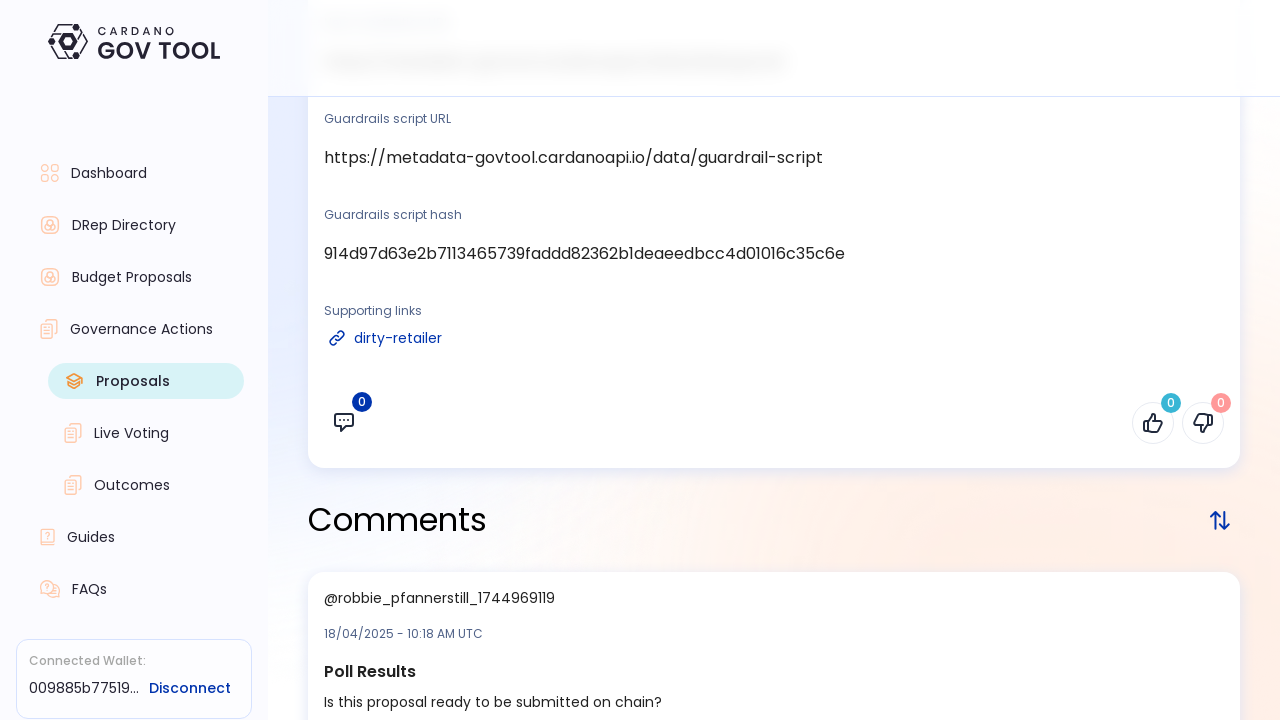 CARDANO
GOV TOOL
Dashboard
DRep Directory
Budget Proposals
Governance Actions
Proposals
Live Voting
Outcomes
Guides
FAQs
Connected Wallet:
009885b77519... Disconnect
Guardrails script URL
https://metadata-govtool.cardanoapi.io/data/guardrail-script
Guardrails script hash
914d97d63e2b7113465739faddd82362b1deaeedbcc4d01016c35c6e
Supporting links
dirty-retailer
0
0
0
Comments
@robbie_pfannerstill_1744969119
18/04/2025 - 10:18 AM UTC
Poll Results
Is this proposal ready to be submitted on chain?